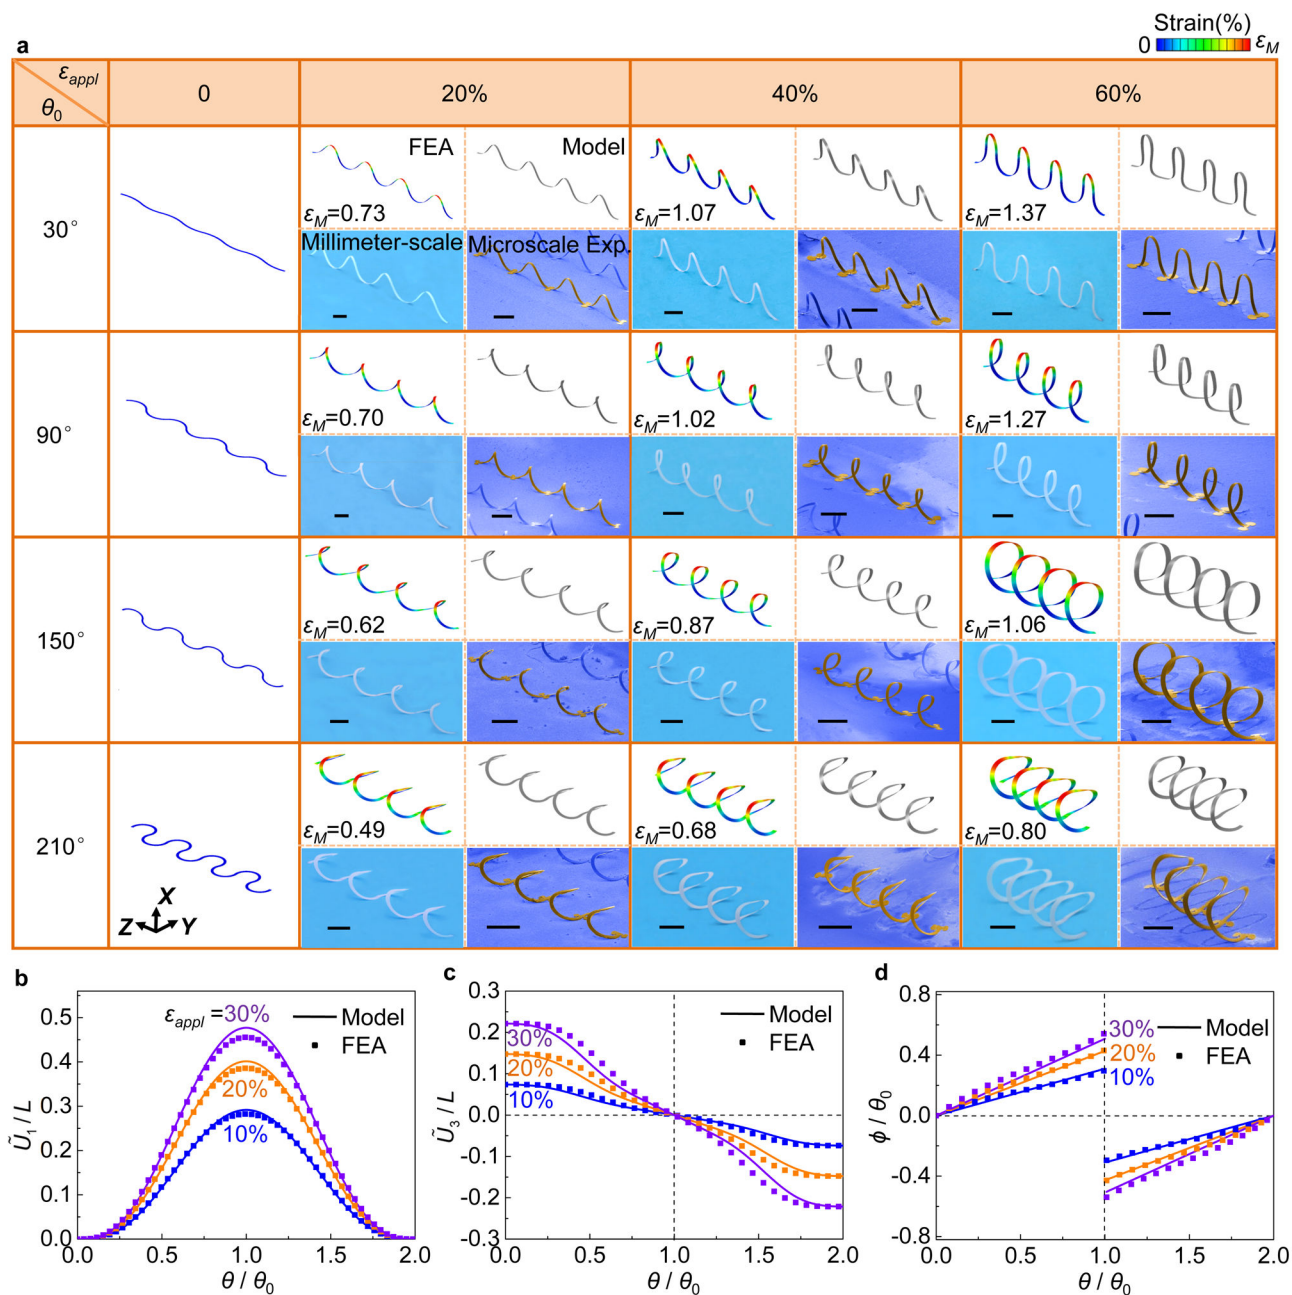 a
Strain(%)
0 ε_M
ε_appl
θ_0
0
20%
40%
60%
30°
FEA
Model
ε_M=0.73
ε_M=1.07
ε_M=1.37
Millimeter-scale
Microscale Exp.
90°
ε_M=0.70
ε_M=1.02
ε_M=1.27
150°
ε_M=0.62
ε_M=0.87
ε_M=1.06
210°
ε_M=0.49
ε_M=0.68
ε_M=0.80
X
Z
Y
b
Ũ_1 / L
0.5
0.4
0.3
0.2
0.1
0.0
ε_appl =30%
20%
10%
Model
FEA
0.0 0.5 1.0 1.5 2.0
θ / θ_0
c
Ũ_3 / L
0.3
0.2
0.1
0.0
-0.1
-0.2
-0.3
30%
20%
10%
Model
FEA
0.0 0.5 1.0 1.5 2.0
θ / θ_0
d
ϕ / θ_0
0.8
0.4
0.0
-0.4
-0.8
30%
20%
10%
Model
FEA
0.0 0.5 1.0 1.5 2.0
θ / θ_0